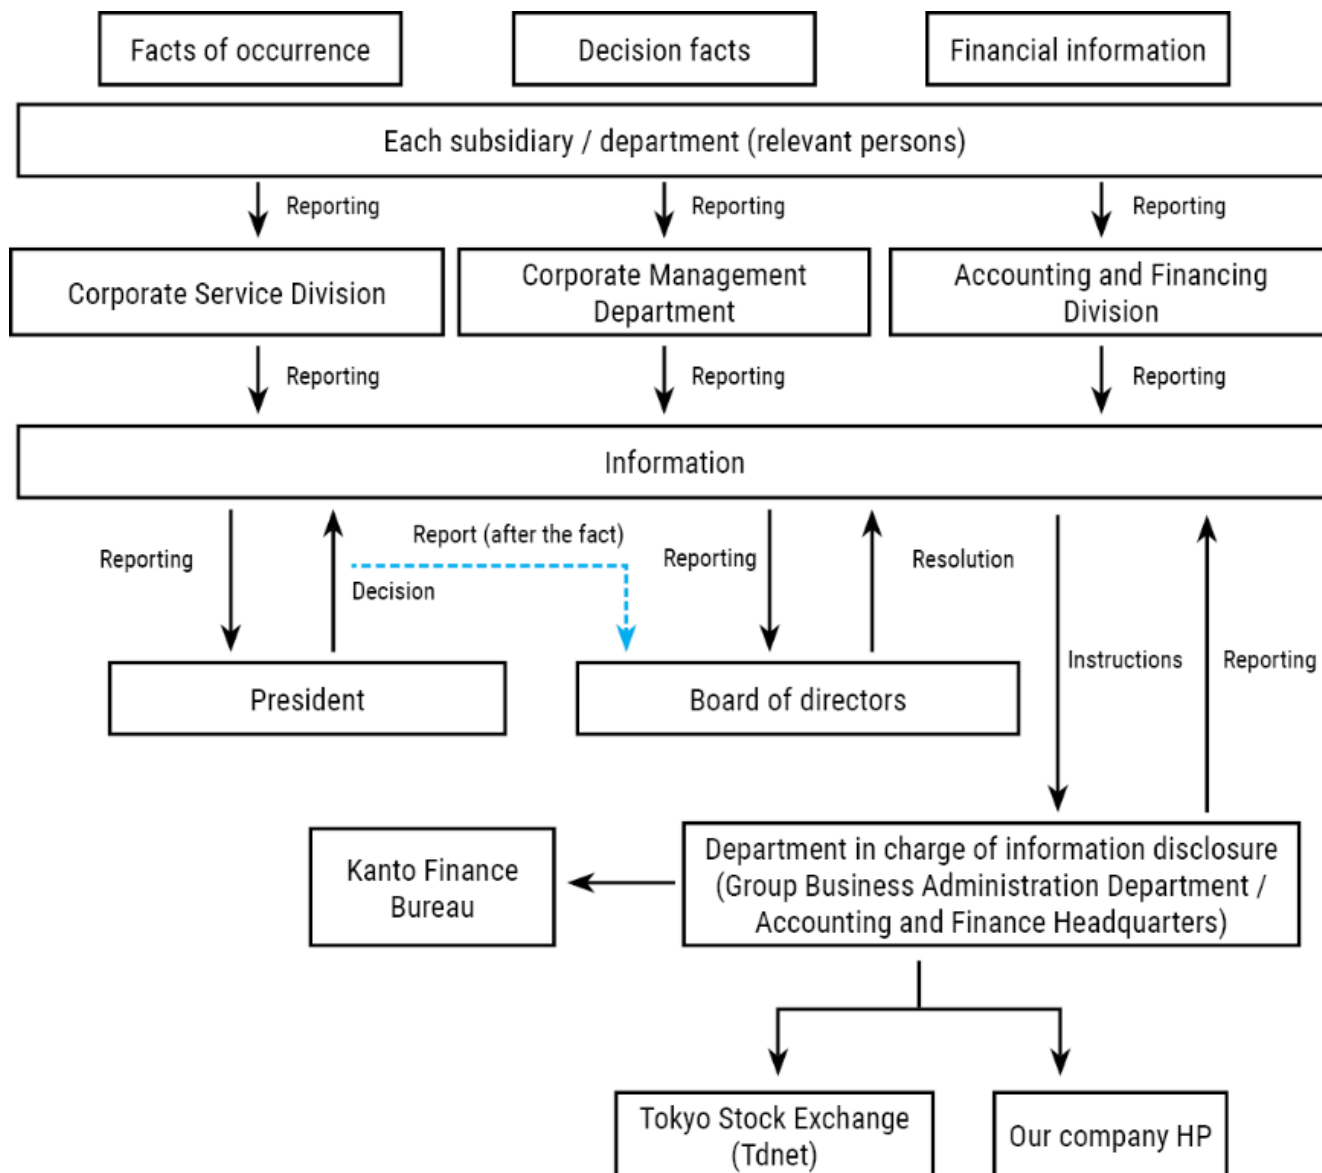 Facts of occurrence
Decision facts
Financial information
Each subsidiary / department (relevant persons)
Reporting
Reporting
Reporting
Corporate Service Division
Corporate Management
Department
Accounting and Financing
Division
Reporting
Reporting
Reporting
Information
Reporting
Report (after the fact)
Decision
Reporting
Resolution
Instructions
Reporting
President
Board of directors
Kanto Finance
Bureau
Department in charge of information disclosure
(Group Business Administration Department /
Accounting and Finance Headquarters)
Tokyo Stock Exchange
(Tdnet)
Our company HP